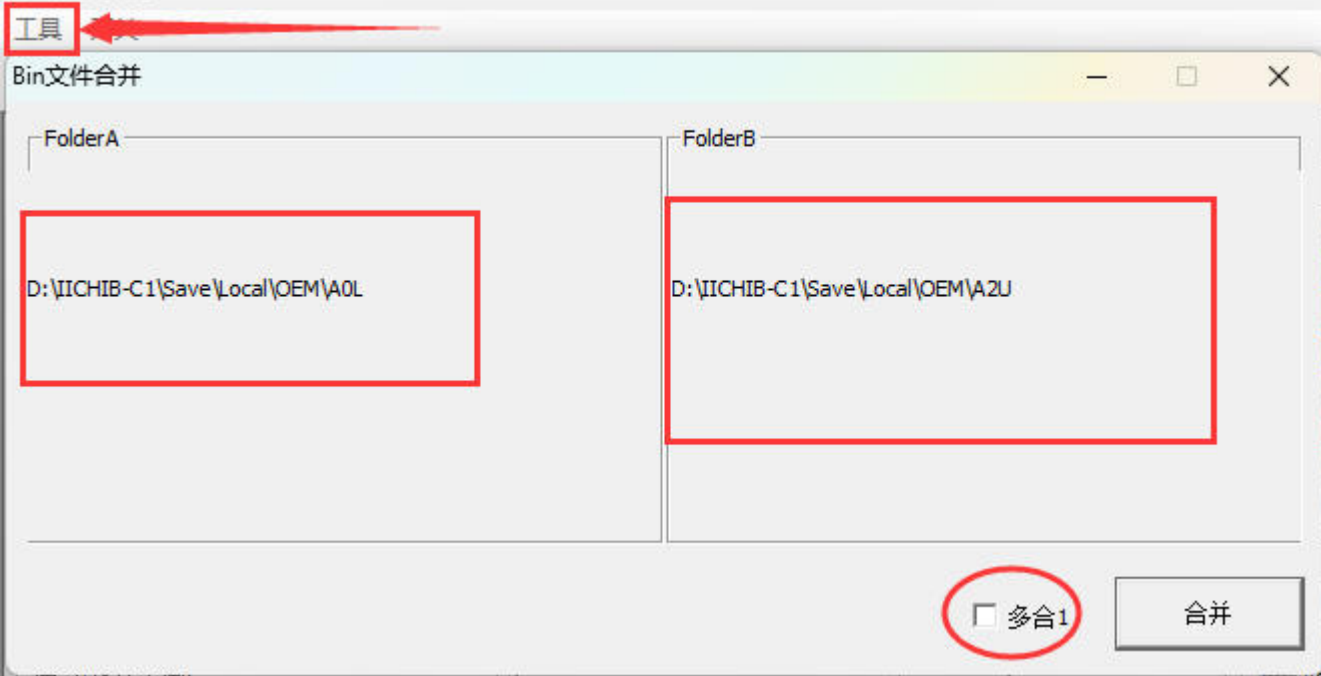 工具
Bin文件合并
FolderA
FolderB
D:\IICHIB-C1\Save\Local\OEM\A0L
D:\IICHIB-C1\Save\Local\OEM\A2U
多合1
合并